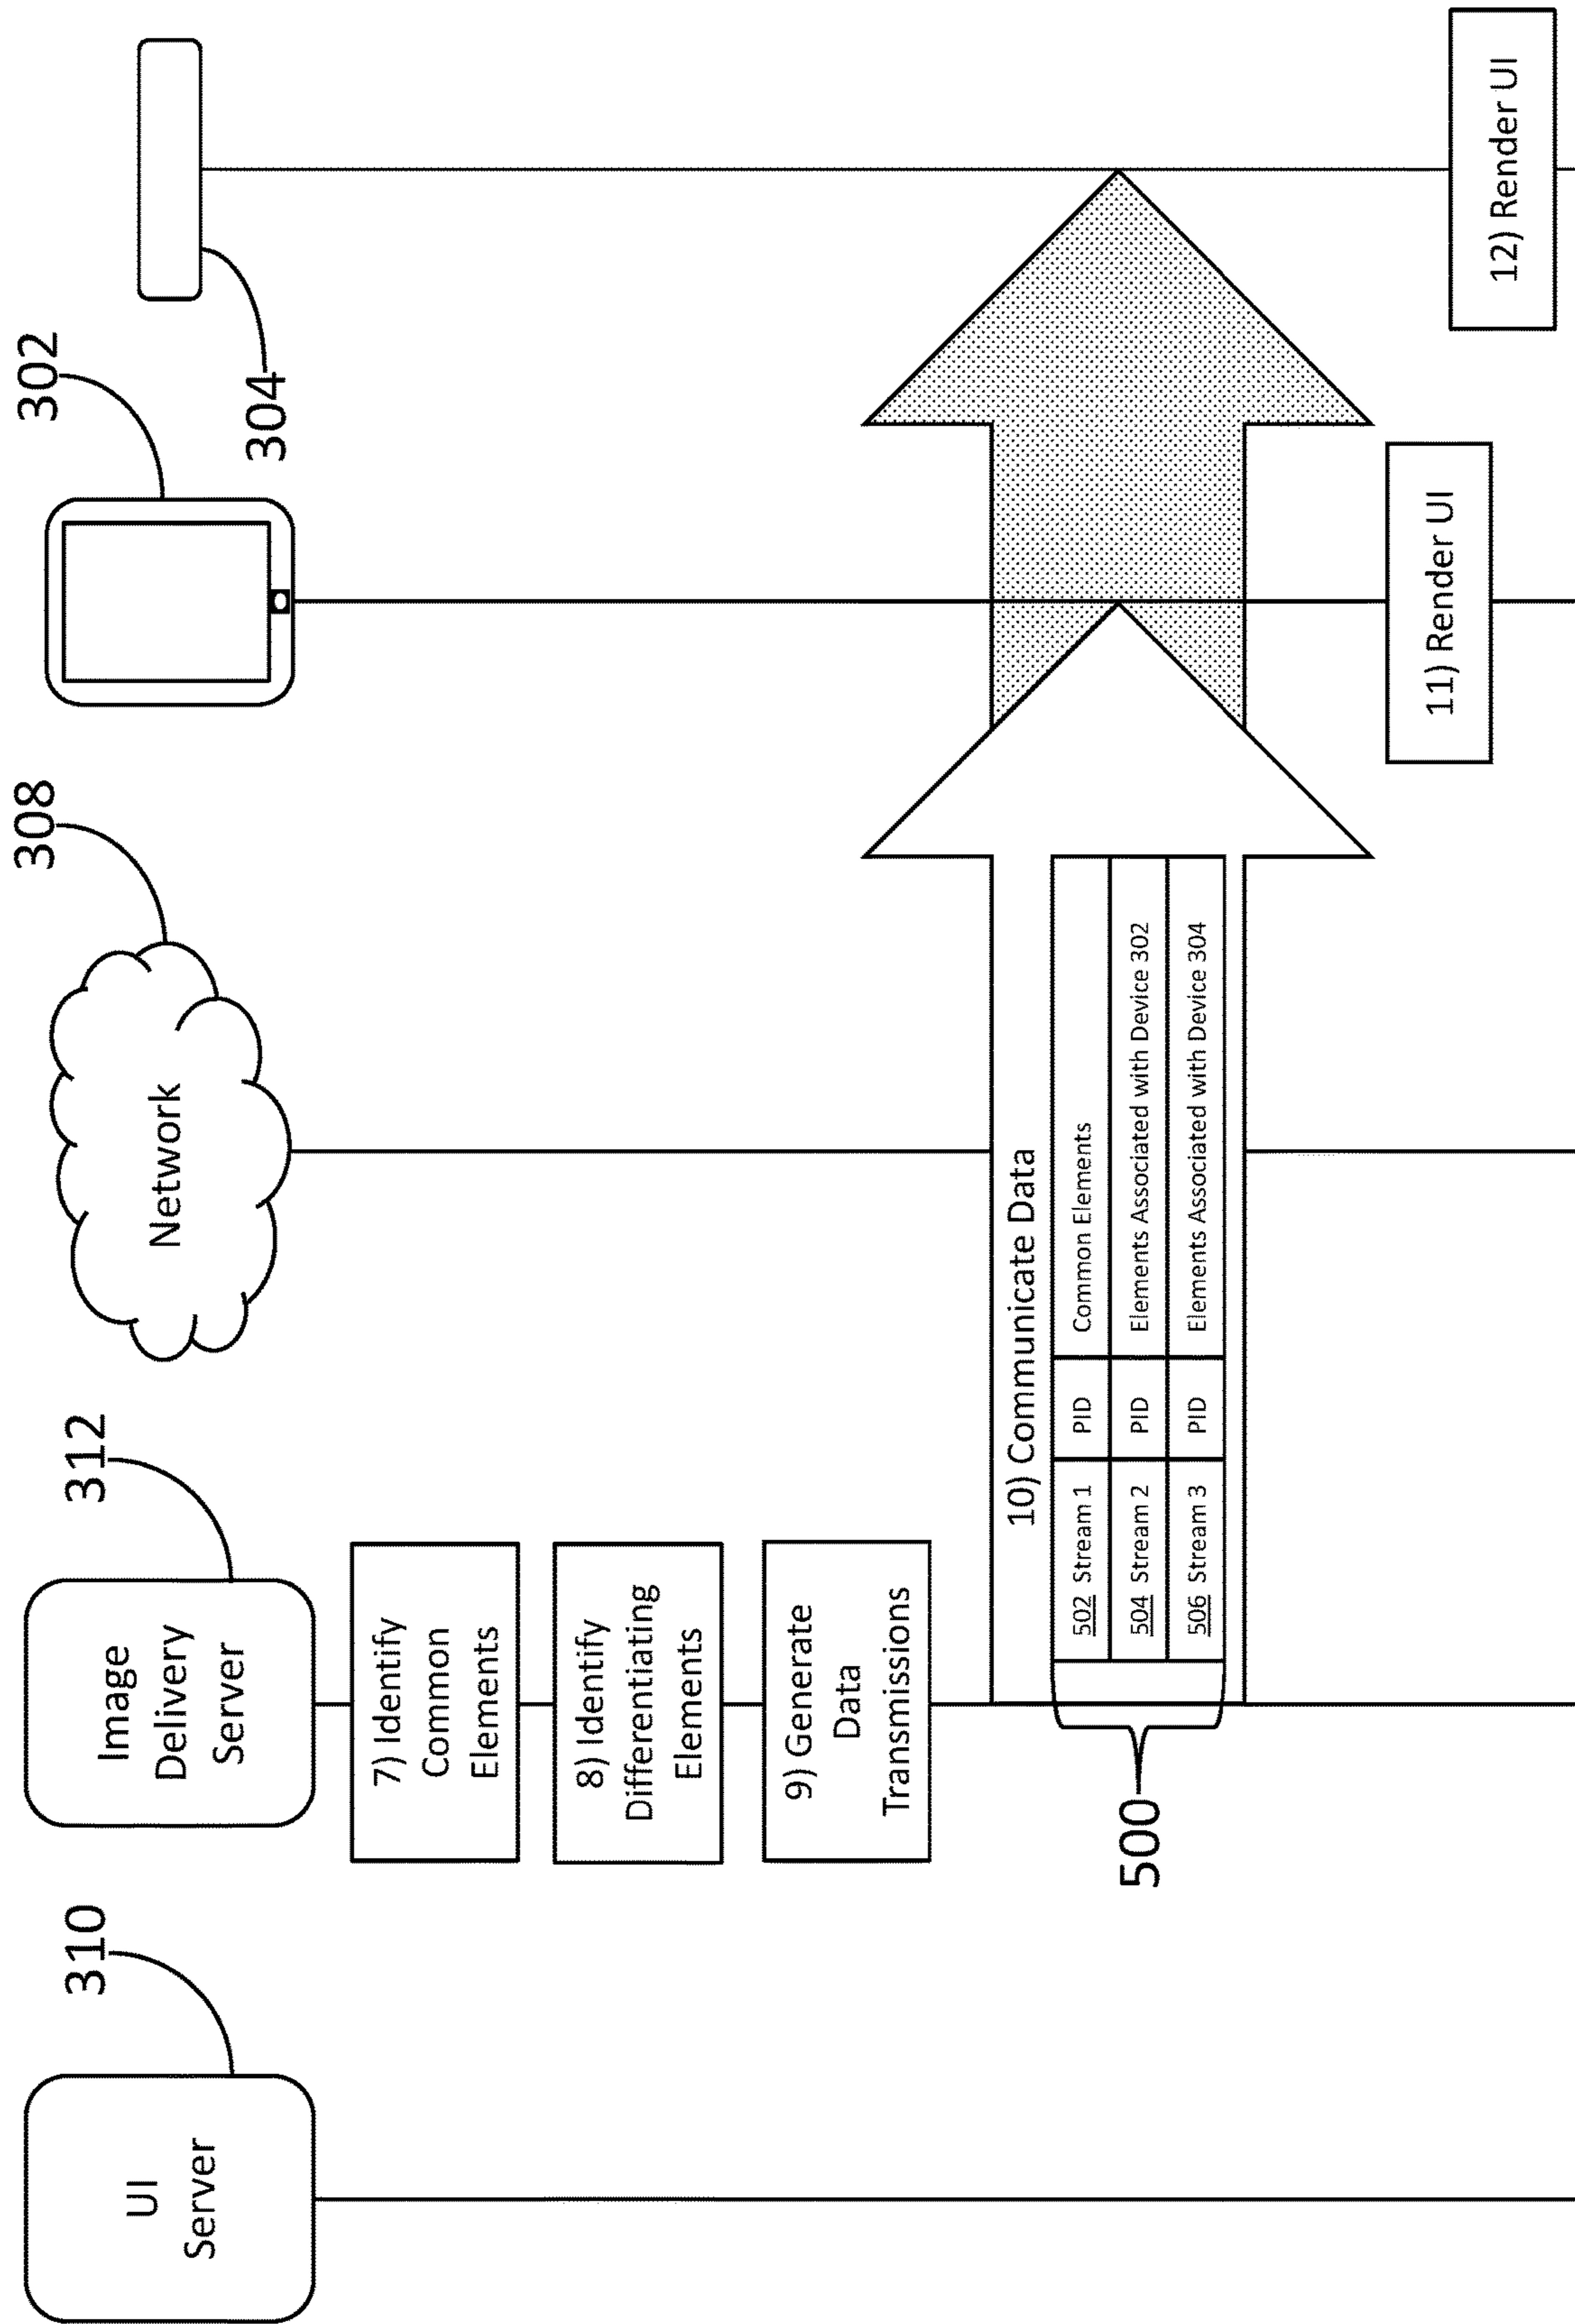 310
UI
Server
312
Image
Delivery
Server
308
Network
302
304
7) Identify
Common
Elements
8) Identify
Differentiating
Elements
9) Generate
Data
Transmissions
10) Communicate Data
502 Stream 1 PID Common Elements
504 Stream 2 PID Elements Associated with Device 302
506 Stream 3 PID Elements Associated with Device 304
500
11) Render UI
12) Render UI